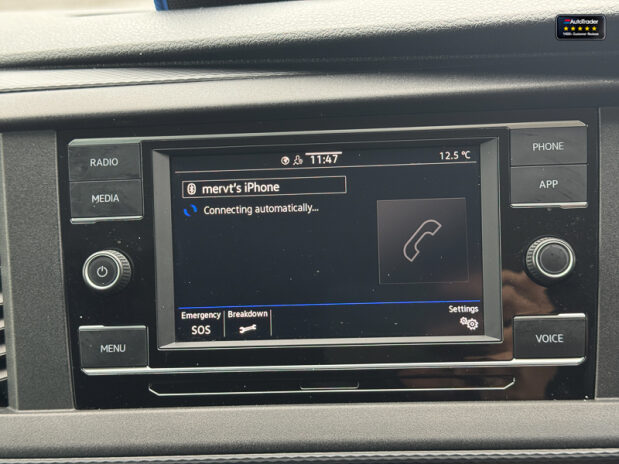 AutoTrader
RADIO
MEDIA
MENU
11:47
12.5 °C
mervt's iPhone
Connecting automatically...
Emergency
SOS
Breakdown
Settings
PHONE
APP
VOICE